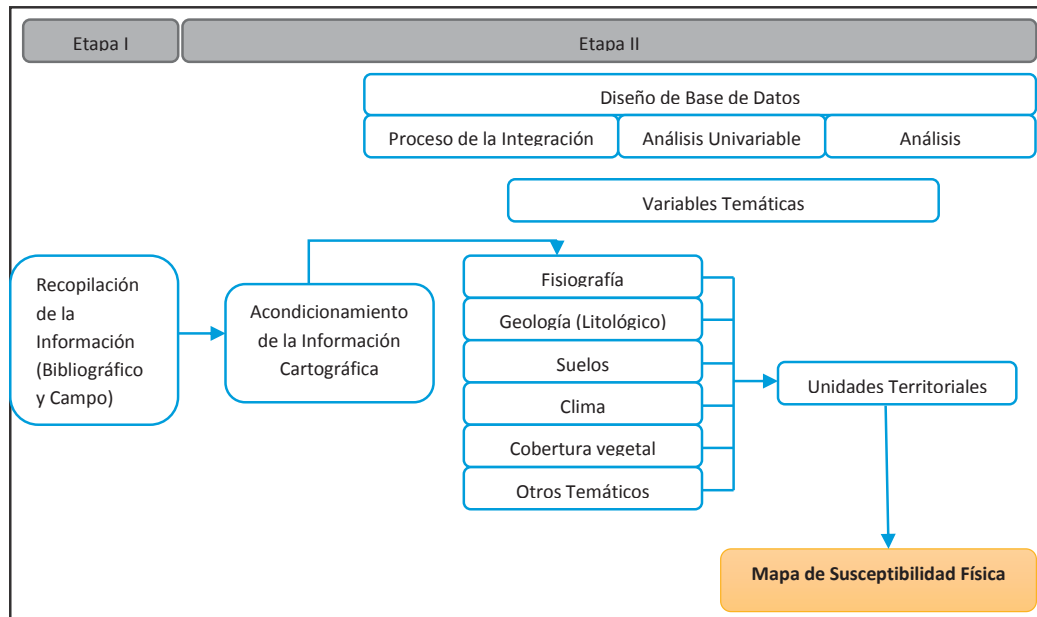 Etapa I
Etapa II
Diseño de Base de Datos
Proceso de la Integración
Análisis Univariable
Análisis
Variables Temáticas
Recopilación
de la
Información
(Bibliográfico
y Campo)
Acondicionamiento
de la Información
Cartográfica
Fisiografía
Geología (Litológico)
Suelos
Clima
Cobertura vegetal
Otros Temáticos
Unidades Territoriales
Mapa de Susceptibilidad Física